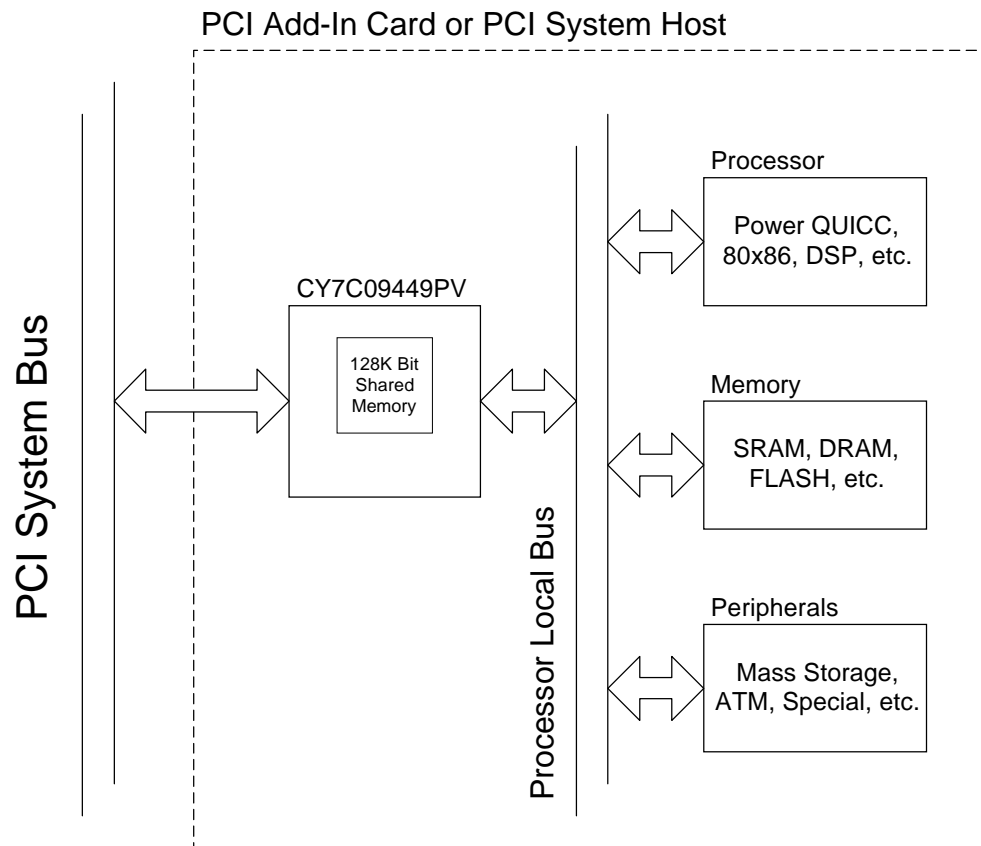 PCI Add-In Card or PCI System Host
PCI System Bus
CY7C09449PV
128K Bit
Shared
Memory
Processor Local Bus
Processor
Power QUICC,
80x86, DSP, etc.
Memory
SRAM, DRAM,
FLASH, etc.
Peripherals
Mass Storage,
ATM, Special, etc.